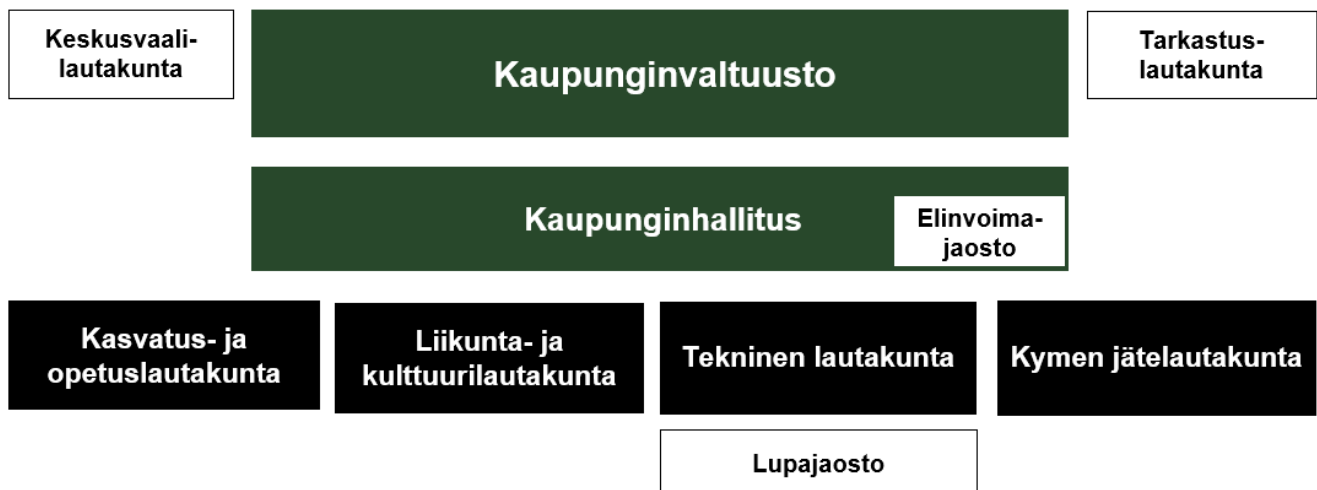 Keskusvaali-
lautakunta
Kaupunginvaltuusto
Tarkastus-
lautakunta
Kaupunginhallitus
Elinvoima-
jaosto
Kasvatus- ja
opetuslautakunta
Liikunta- ja
kulttuurilautakunta
Tekninen lautakunta
Kymen jätelautakunta
Lupajaosto